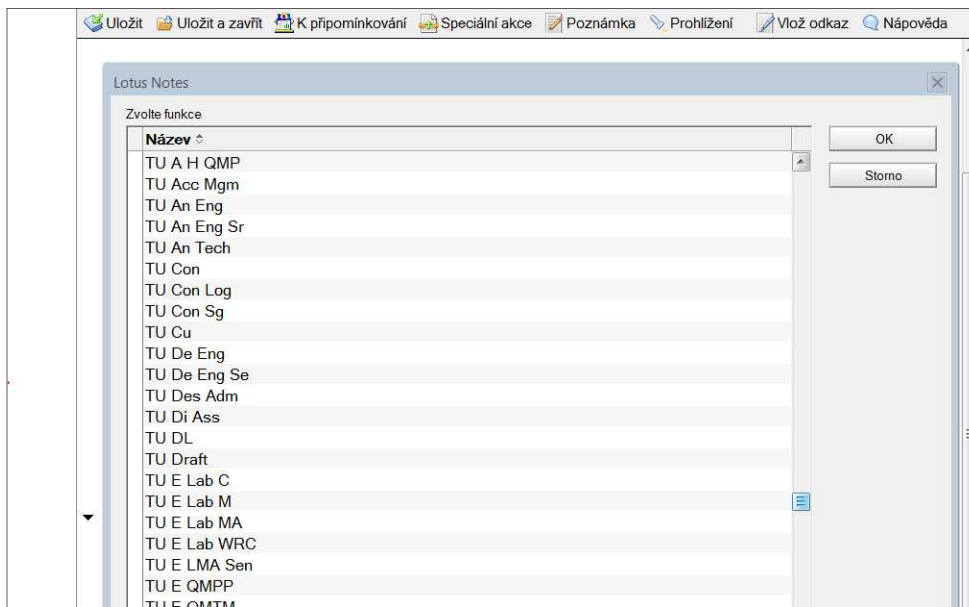 Uložit Uložit a zavřít K připomínkování Speciální akce Poznámka Prohlížení Vlož odkaz Nápověda
Lotus Notes
Zvolte funkce
Název
OK
TU A H QMP
Storno
TU Acc Mgm
TU An Eng
TU An Eng Sr
TU An Tech
TU Con
TU Con Log
TU Con Sg
TU Cu
TU De Eng
TU De Eng Se
TU Des Adm
TU Di Ass
TU DL
TU Draft
TU E Lab C
TU E Lab M
TU E Lab MA
TU E Lab WRC
TU E LMA Sen
TU E QMPP
TU E QMTM